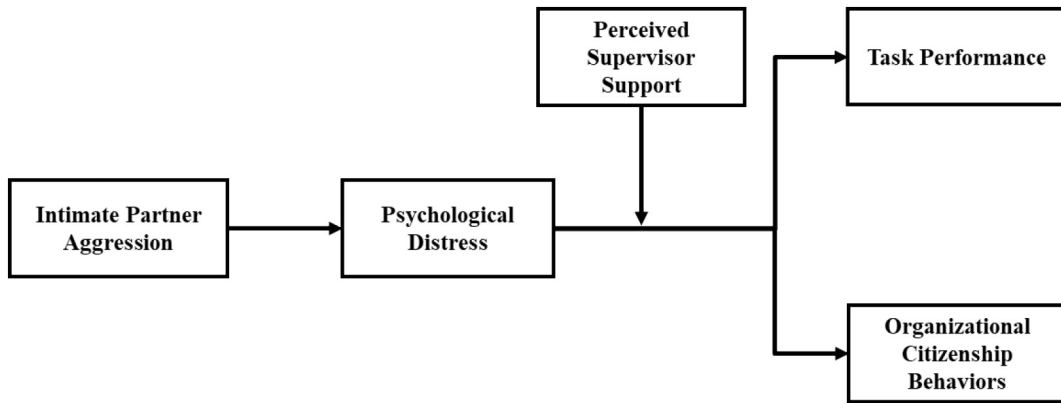 Perceived
Supervisor
Support
Task Performance
Intimate Partner
Aggression
Psychological
Distress
Organizational
Citizenship
Behaviors